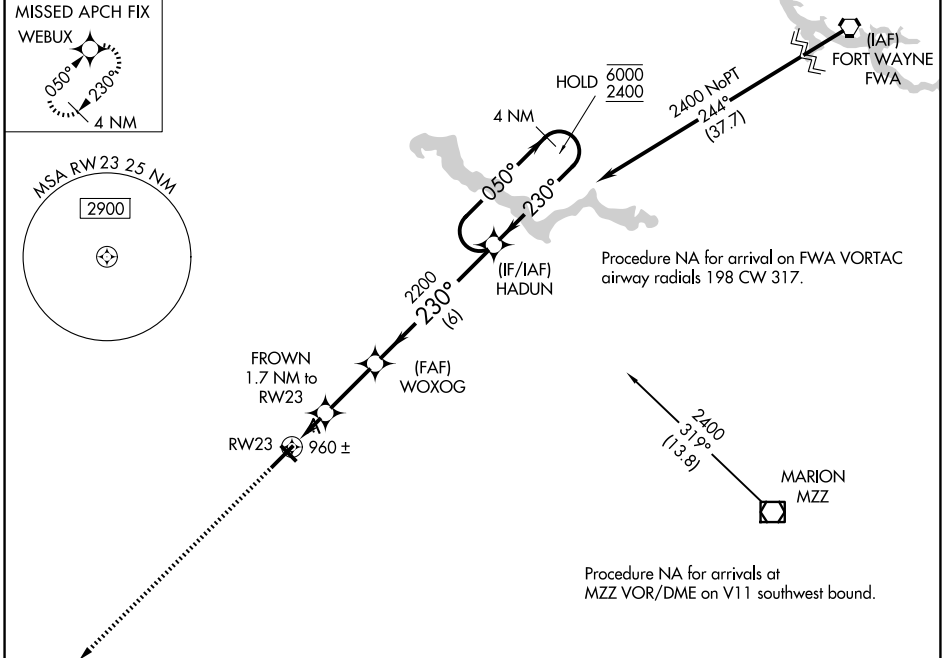 MISSED APCH FIX
WEBUX
050°
230°
4 NM
MSA RW 23 25 NM
2900
HOLD 6000
2400
4 NM
050°
230°
(IF/IAF)
HADUN
(IAF)
FORT WAYNE
FWA
2400 NoPT
244°
(37.7)
Procedure NA for arrival on FWA VORTAC
airway radials 198 CW 317.
2200
230°
(6)
(FAF)
WOXOG
FROWN
1.7 NM to
RW23
RW23
960 ±
2400
319°
(13.8)
MARION
MZZ
Procedure NA for arrivals at
MZZ VOR/DME on V11 southwest bound.